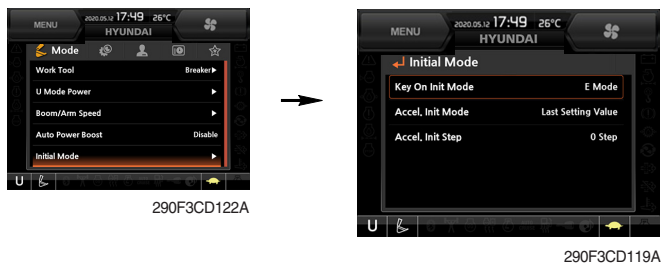 MENU
2020.05.12 17:49 26°C
HYUNDAI
Mode
Work Tool Breaker▶
U Mode Power ▶
Boom/Arm Speed ▶
Auto Power Boost Disable
Initial Mode ▶
U
290F3CD122A
MENU
2020.05.12 17:49 26°C
HYUNDAI
Initial Mode
Key On Init Mode E Mode
Accel, Init Mode Last Setting Value
Accel, Init Step 0 Step
U
290F3CD119A